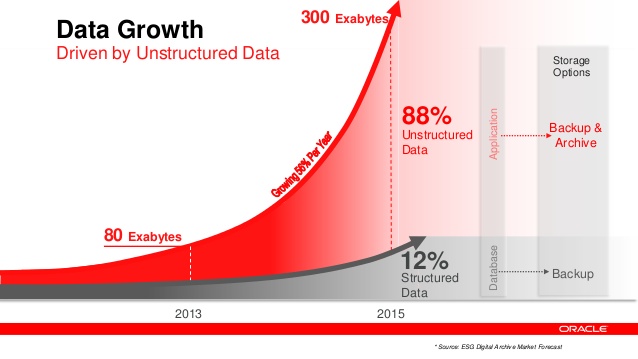 Data Growth
Driven by Unstructured Data
300 Exabytes
Storage
Options
88%
Unstructured
Data
Application
Backup &
Archive
Growing 56% Per Year
80 Exabytes
12%
Structured
Data
Database
Backup
2013
2015
ORACLE
* Source: ESG Digital Archive Market Forecast